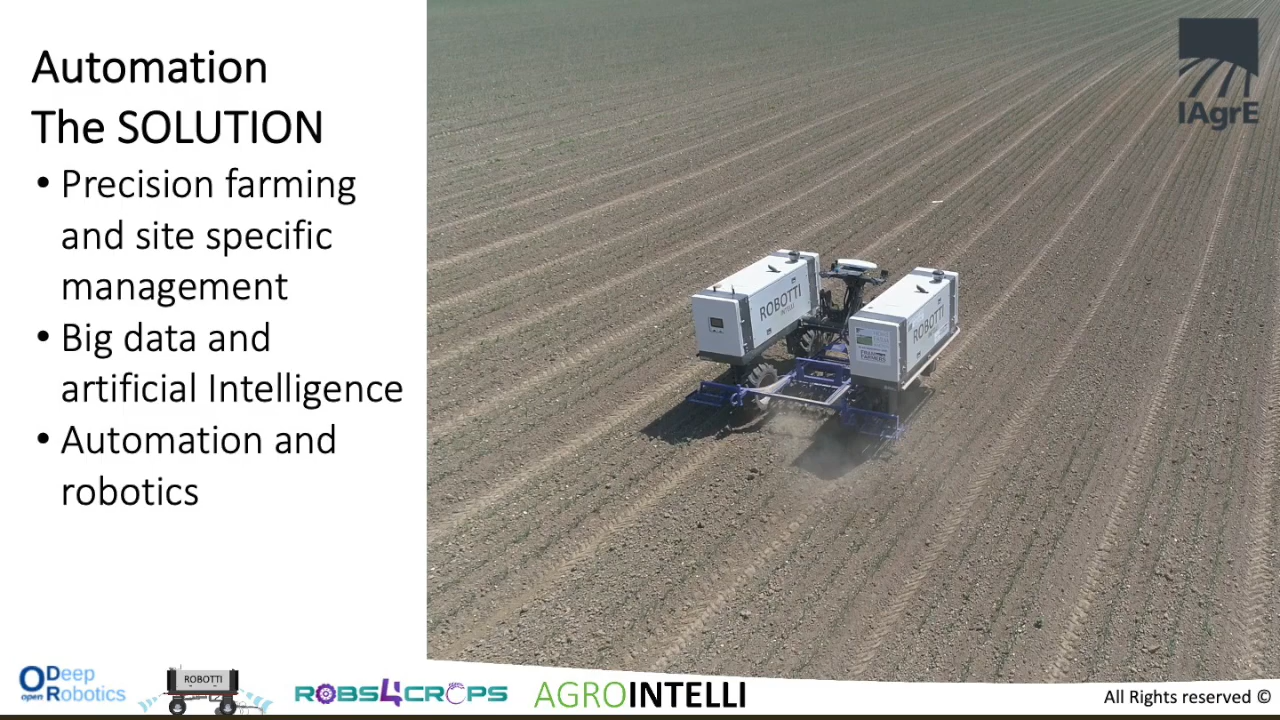 Automation
The SOLUTION
• Precision farming
and site specific
management
• Big data and
artificial Intelligence
• Automation and
robotics
IAgrE
ROBOTTI
ROBOTTI
Deep
open Robotics
ROBOTTI
ROBS4CROPS
AGROINTELLI
All Rights reserved ©